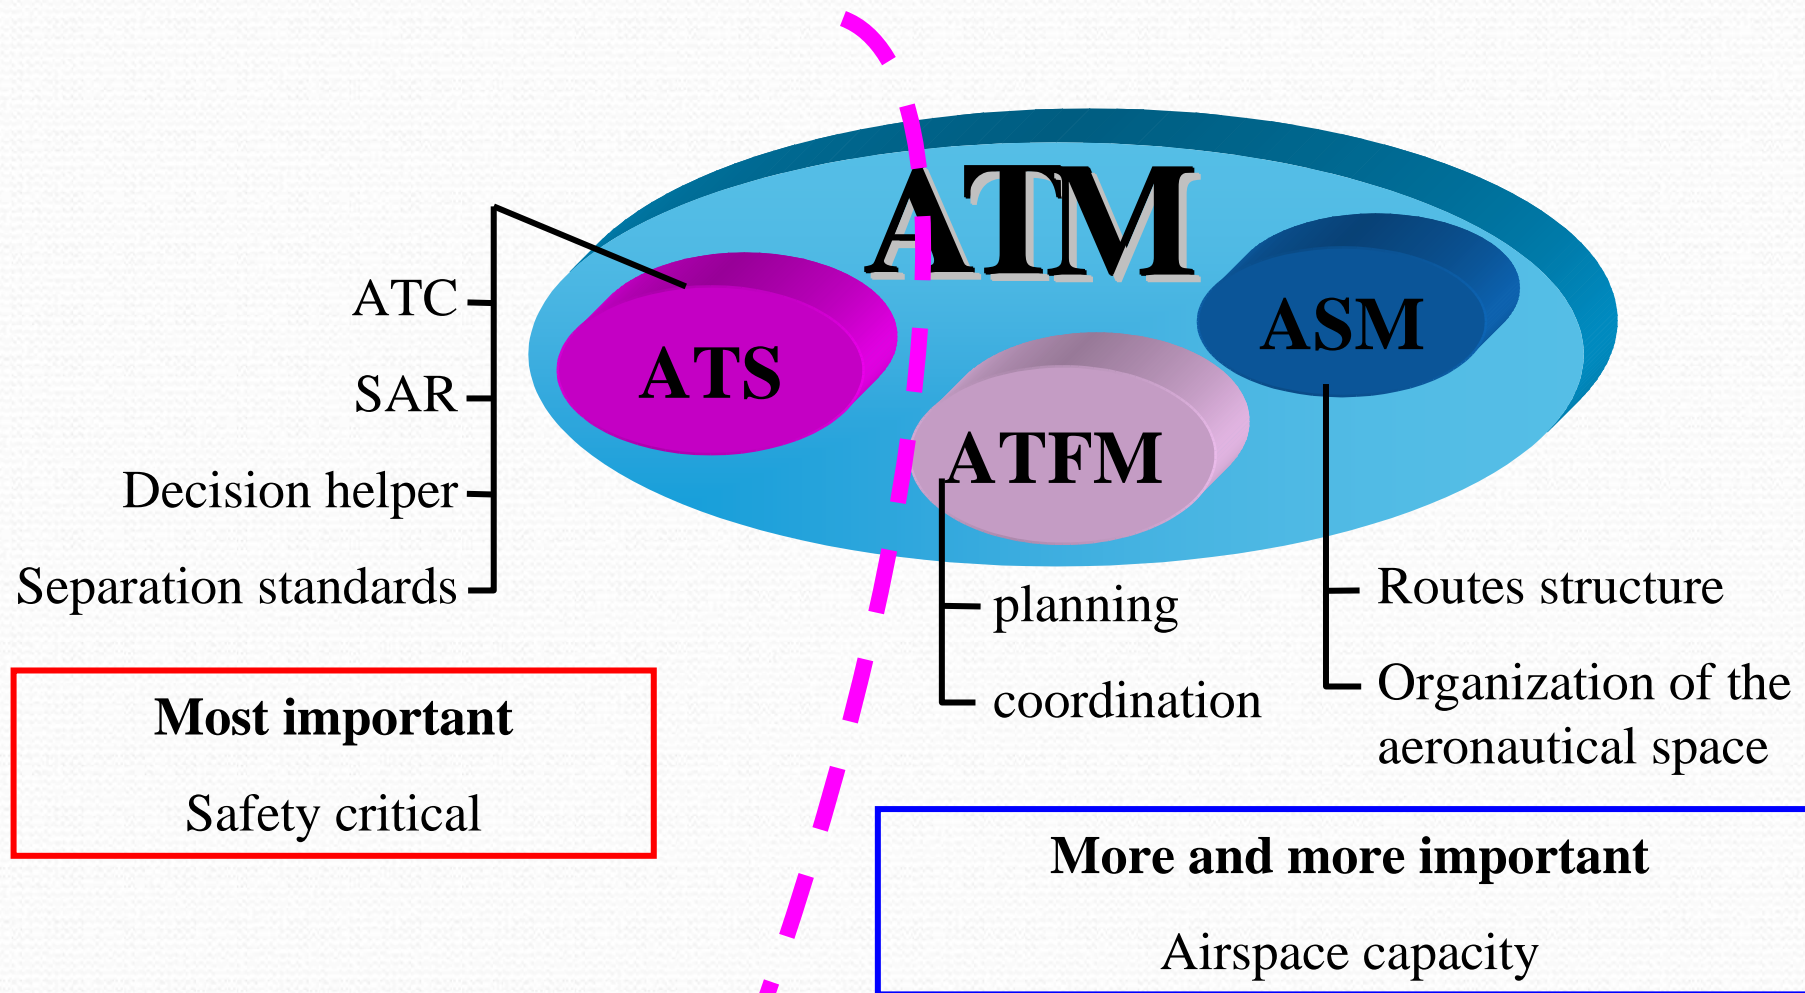 ATM
ATS
ATFM
ASM
ATC
SAR
Decision helper
Separation standards
Most important
Safety critical
planning
coordination
Routes structure
Organization of the
aeronautical space
More and more important
Airspace capacity